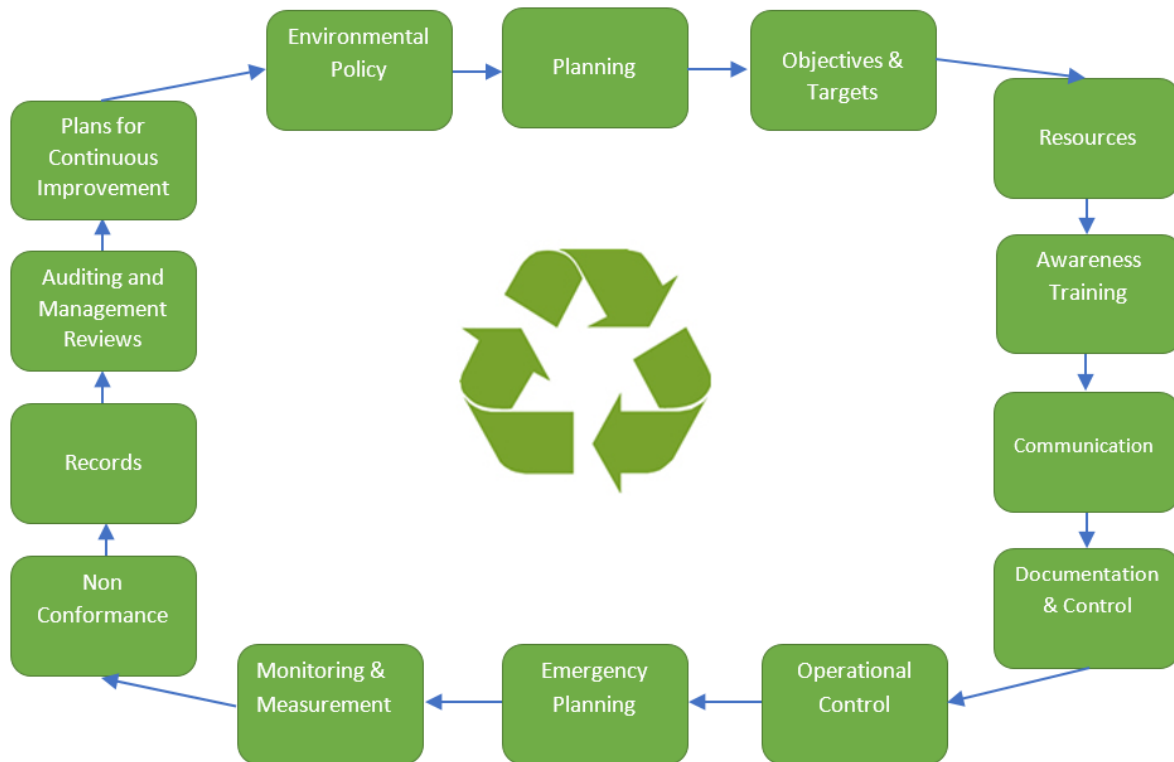 Environmental
Policy
Planning
Objectives &
Targets
Resources
Awareness
Training
Communication
Documentation
& Control
Operational
Control
Emergency
Planning
Monitoring &
Measurement
Non
Conformance
Records
Auditing and
Management
Reviews
Plans for
Continuous
Improvement